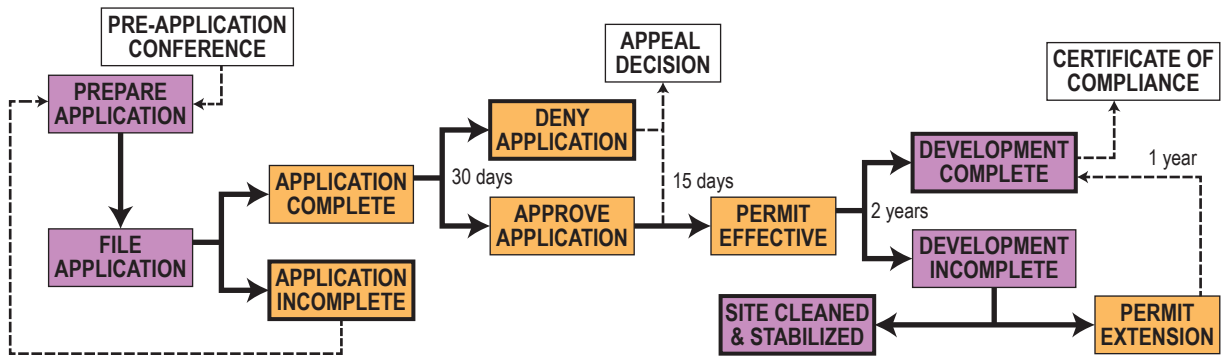 PRE-APPLICATION
CONFERENCE
PREPARE
APPLICATION
FILE
APPLICATION
APPLICATION
COMPLETE
APPLICATION
INCOMPLETE
30 days
DENY
APPLICATION
APPROVE
APPLICATION
APPEAL
DECISION
15 days
PERMIT
EFFECTIVE
2 years
DEVELOPMENT
COMPLETE
CERTIFICATE OF
COMPLIANCE
1 year
DEVELOPMENT
INCOMPLETE
SITE CLEANED
& STABILIZED
PERMIT
EXTENSION